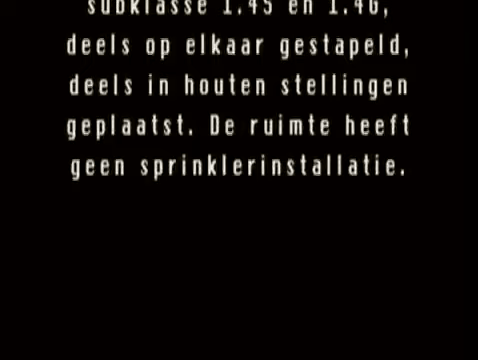 subklasse 1.4S en 1.4G,
deels op elkaar gestapeld,
deels in houten stellingen
geplaatst. De ruimte heeft
geen sprinklerinstallatie.